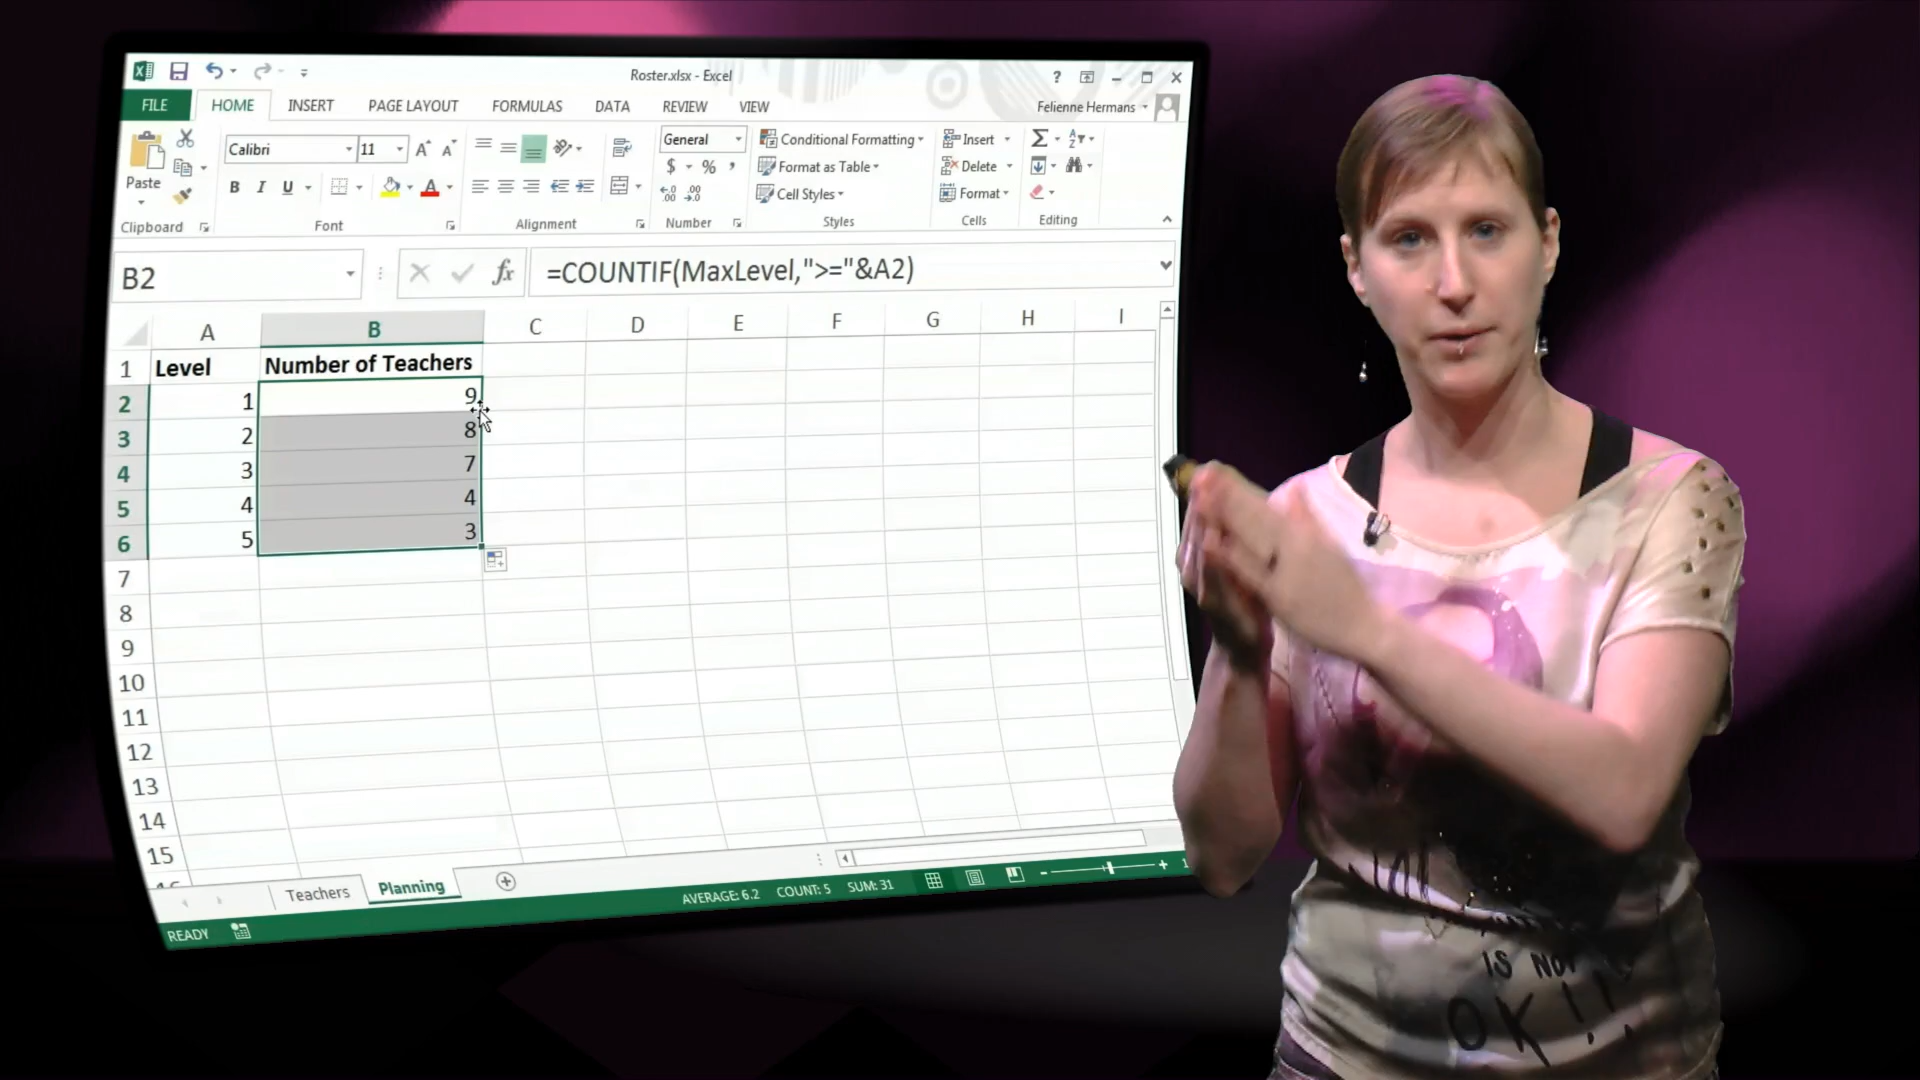 Roster.xlsx - Excel
?
FILE HOME INSERT PAGE LAYOUT FORMULAS DATA REVIEW VIEW
Felienne Hermans
Paste
Calibri 11
B I U
General
$ % ,
Conditional Formatting
Format as Table
Cell Styles
Insert
Delete
Format
Clipboard Font Alignment Number Styles Cells Editing
B2 fx =COUNTIF(MaxLevel,">="&A2)
A B C D E F G H I
1 Level Number of Teachers
2 1 9
3 2 8
4 3 7
5 4 4
6 5 3
7
8
9
10
11
12
13
14
15
Teachers Planning
READY AVERAGE: 6.2 COUNT: 5 SUM: 31
IS NOT
OK!!